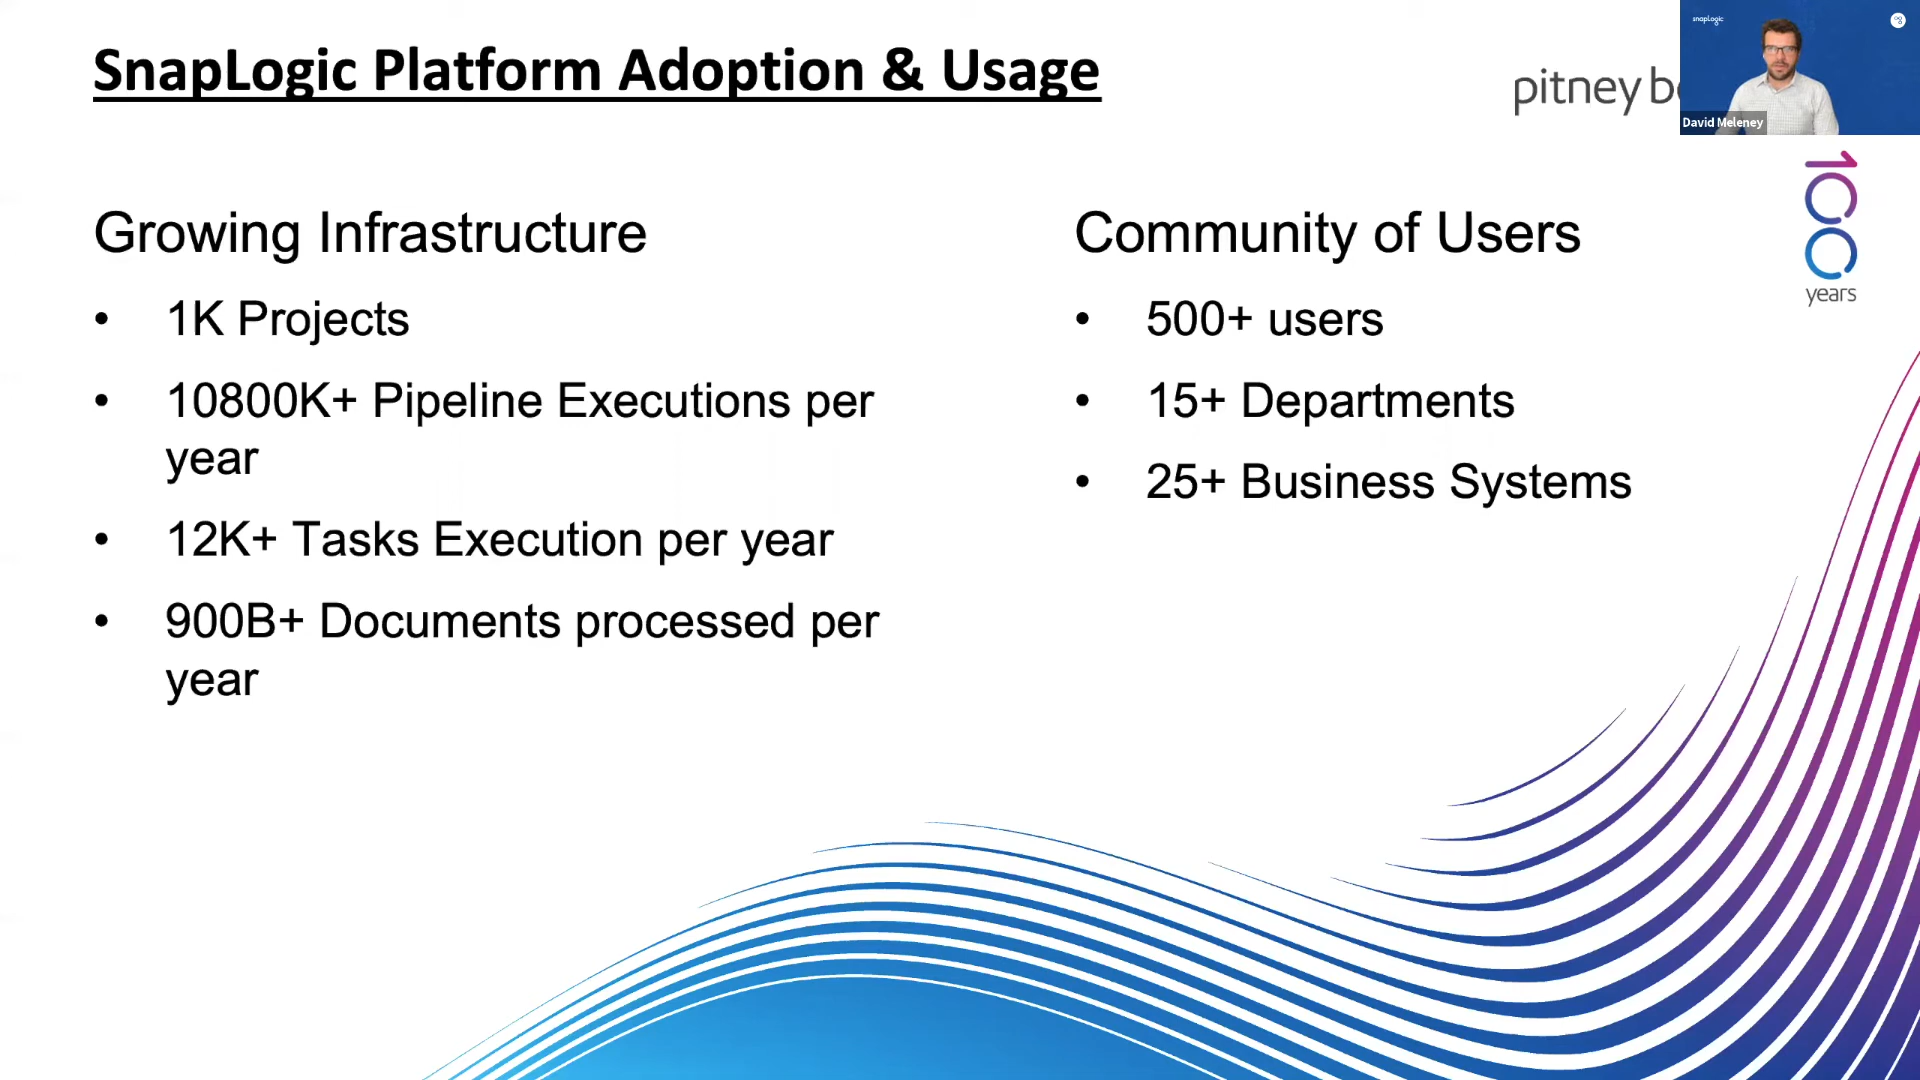 SnapLogic Platform Adoption & Usage
pitney b
snapLogic
David Meleney
100
years
Growing Infrastructure
• 1K Projects
• 10800K+ Pipeline Executions per
year
• 12K+ Tasks Execution per year
• 900B+ Documents processed per
year
Community of Users
• 500+ users
• 15+ Departments
• 25+ Business Systems